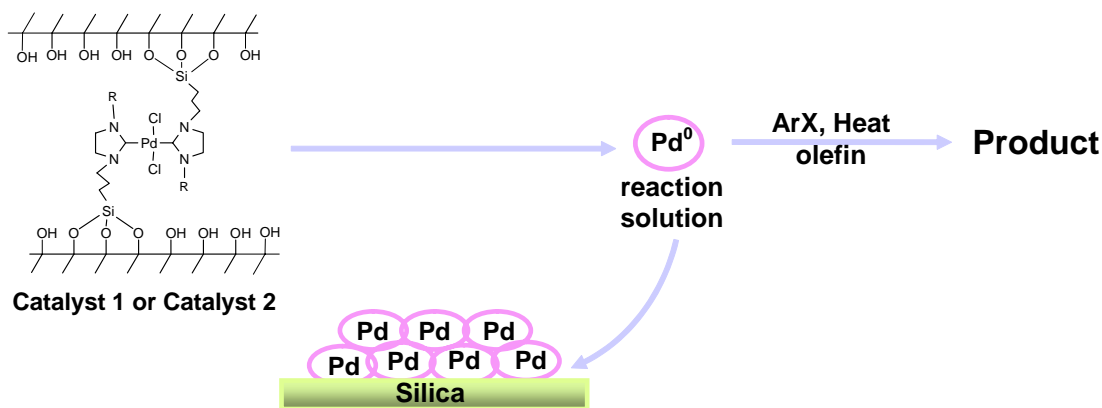 OH OH OH OH O O O OH
Si
R
Cl
N N
Pd
N Cl N
R
Si
OH O O O OH OH OH OH
Catalyst 1 or Catalyst 2
Pd0
reaction
solution
ArX, Heat
olefin
Product
Pd Pd Pd
Pd Pd Pd Pd
Silica